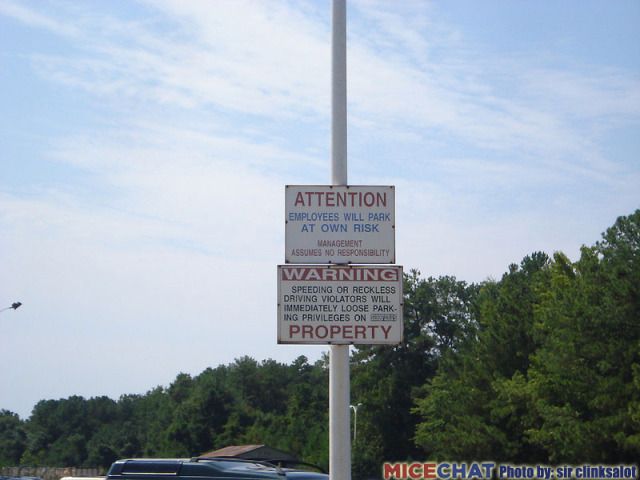 ATTENTION
EMPLOYEES WILL PARK
AT OWN RISK
MANAGEMENT
ASSUMES NO RESPONSIBILITY
WARNING
SPEEDING OR RECKLESS
DRIVING VIOLATORS WILL
IMMEDIATELY LOOSE PARK-
ING PRIVILEGES ON
PROPERTY
MICECHAT Photo by: sir clinksalot